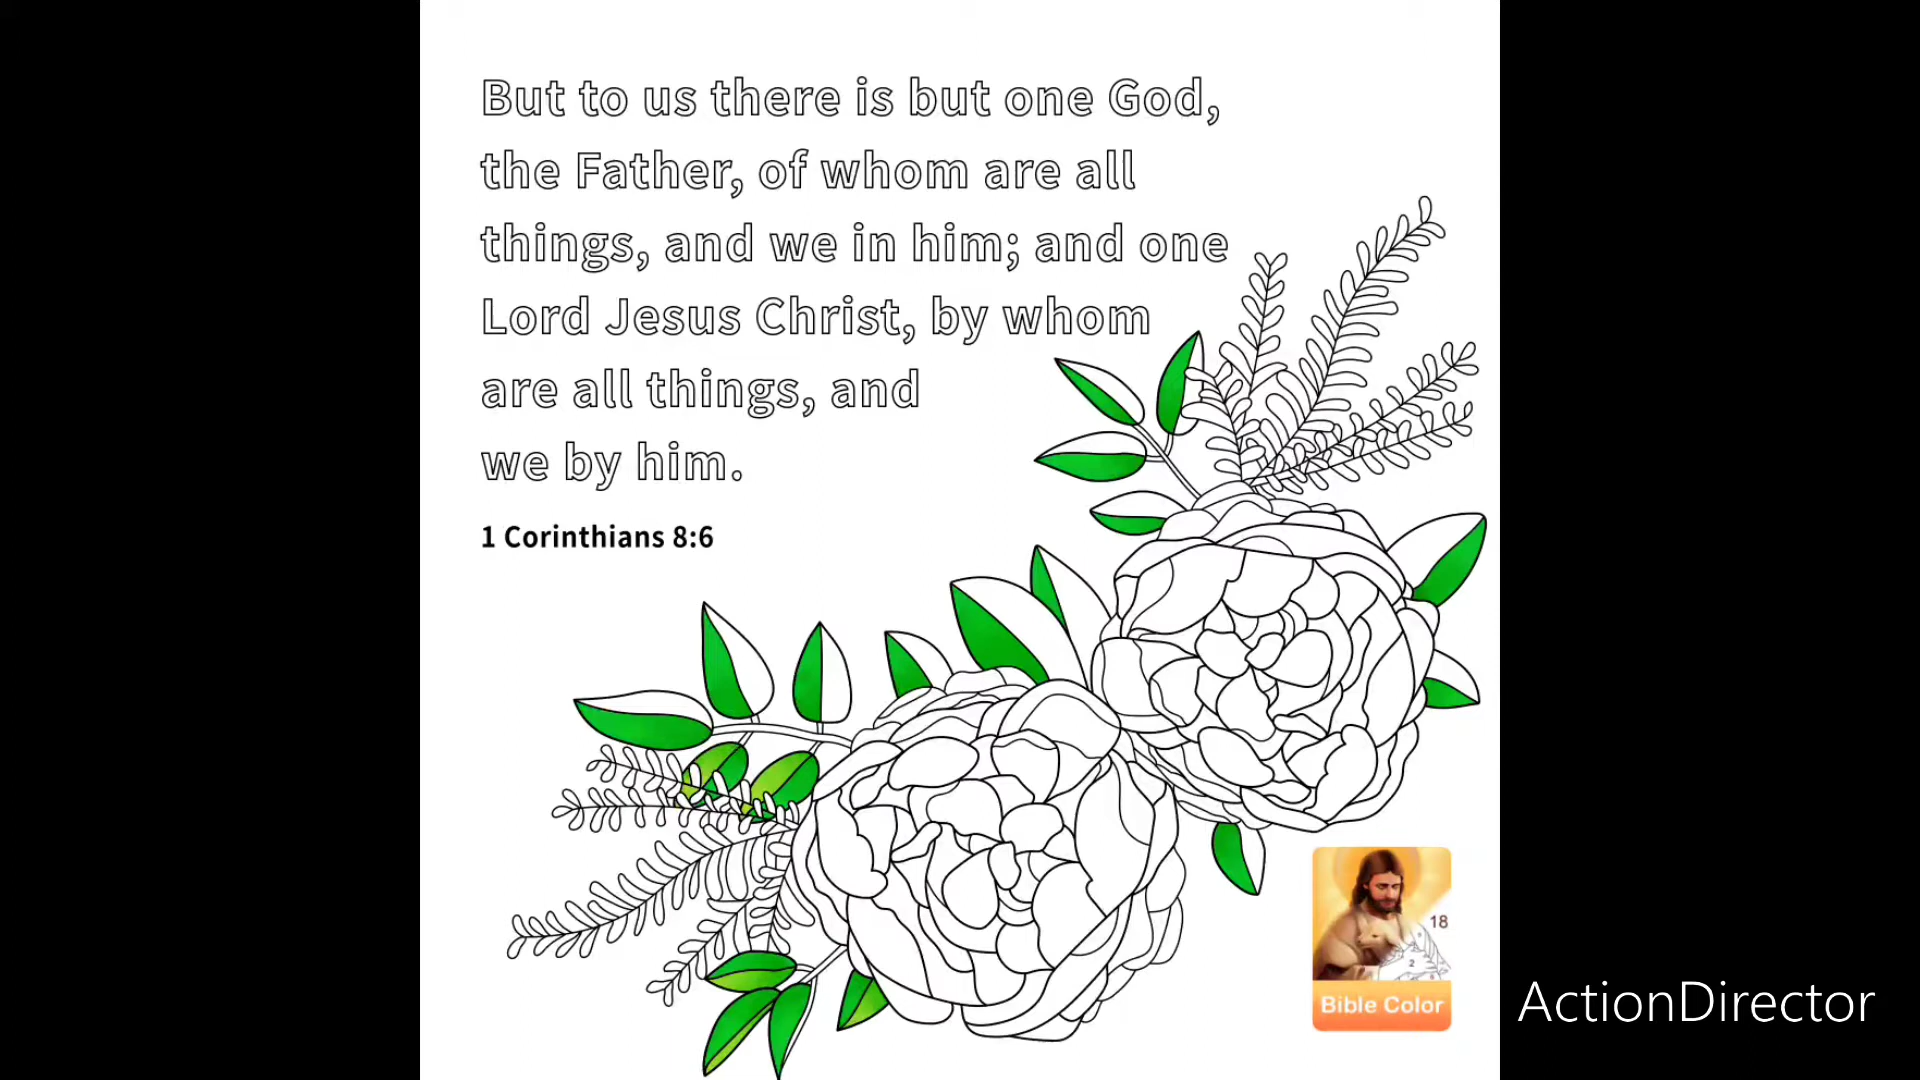 But to us there is but one God,
the Father, of whom are all
things, and we in him; and one
Lord Jesus Christ, by whom
are all things, and
we by him.
1 Corinthians 8:6
18
2
Bible Color
ActionDirector